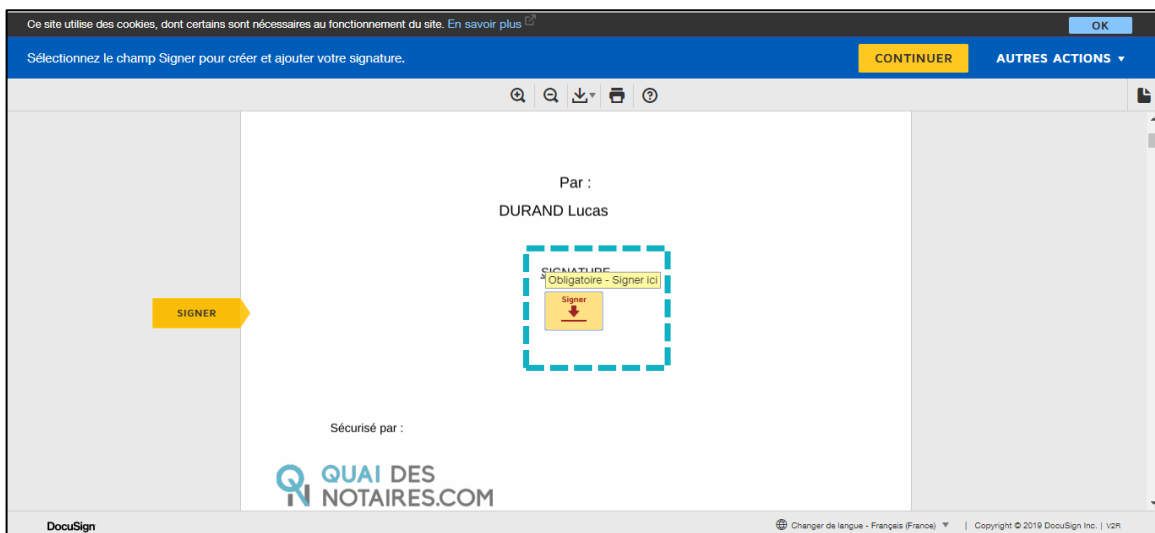 Ce site utilise des cookies, dont certains sont nécessaires au fonctionnement du site. En savoir plus
OK
Sélectionnez le champ Signer pour créer et ajouter votre signature.
CONTINUER
AUTRES ACTIONS ▼
Par :
DURAND Lucas
SIGNATURE
Obligatoire - Signer ici
Signer
SIGNER
Sécurisé par :
QUAI DES
NOTAIRES.COM
DocuSign
Changer de langue - Français (France) ▼ | Copyright © 2019 DocuSign Inc. | V2R